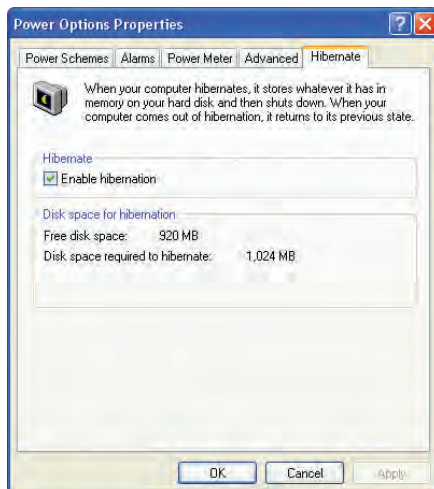 Power Options Properties
Power Schemes Alarms Power Meter Advanced Hibernate
When your computer hibernates, it stores whatever it has in
memory on your hard disk and then shuts down. When your
computer comes out of hibernation, it returns to its previous state.
Hibernate
Enable hibernation
Disk space for hibernation
Free disk space: 920 MB
Disk space required to hibernate: 1,024 MB
OK Cancel Apply